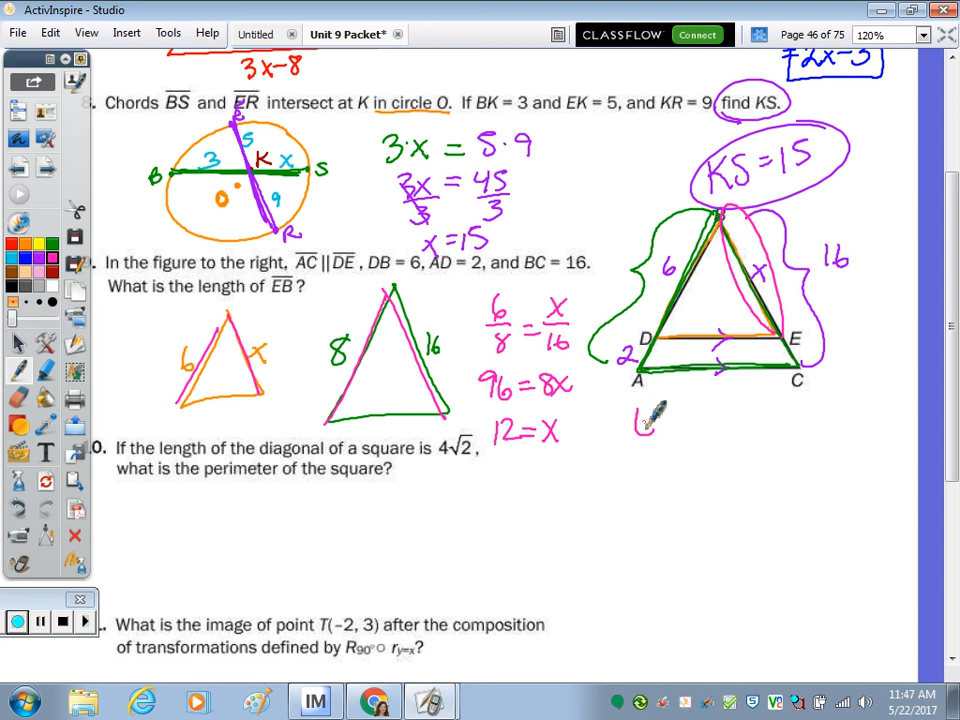 ActivInspire - Studio
File Edit View Insert Tools Help
Untitled
Unit 9 Packet*
CLASSFLOW Connect
Page 46 of 75
120%
3x-8
-2x-3
8. Chords BS and ER intersect at K in circle O. If BK = 3 and EK = 5, and KR = 9, find KS.
E
B 3 5 K x S
O 9
R
3·x = 5·9
3x/3 = 45/3
x=15
KS=15
9. In the figure to the right, AC || DE , DB = 6, AD = 2, and BC = 16.
What is the length of EB ?
6 x
8 16
6/8 = x/16
96=8x
12=x
B
6 x 16
D E
2
A C
10. If the length of the diagonal of a square is 4√2 ,
what is the perimeter of the square?
. What is the image of point T(−2, 3) after the composition
of transformations defined by R90° ○ ry=x?
IM
11:47 AM
5/22/2017